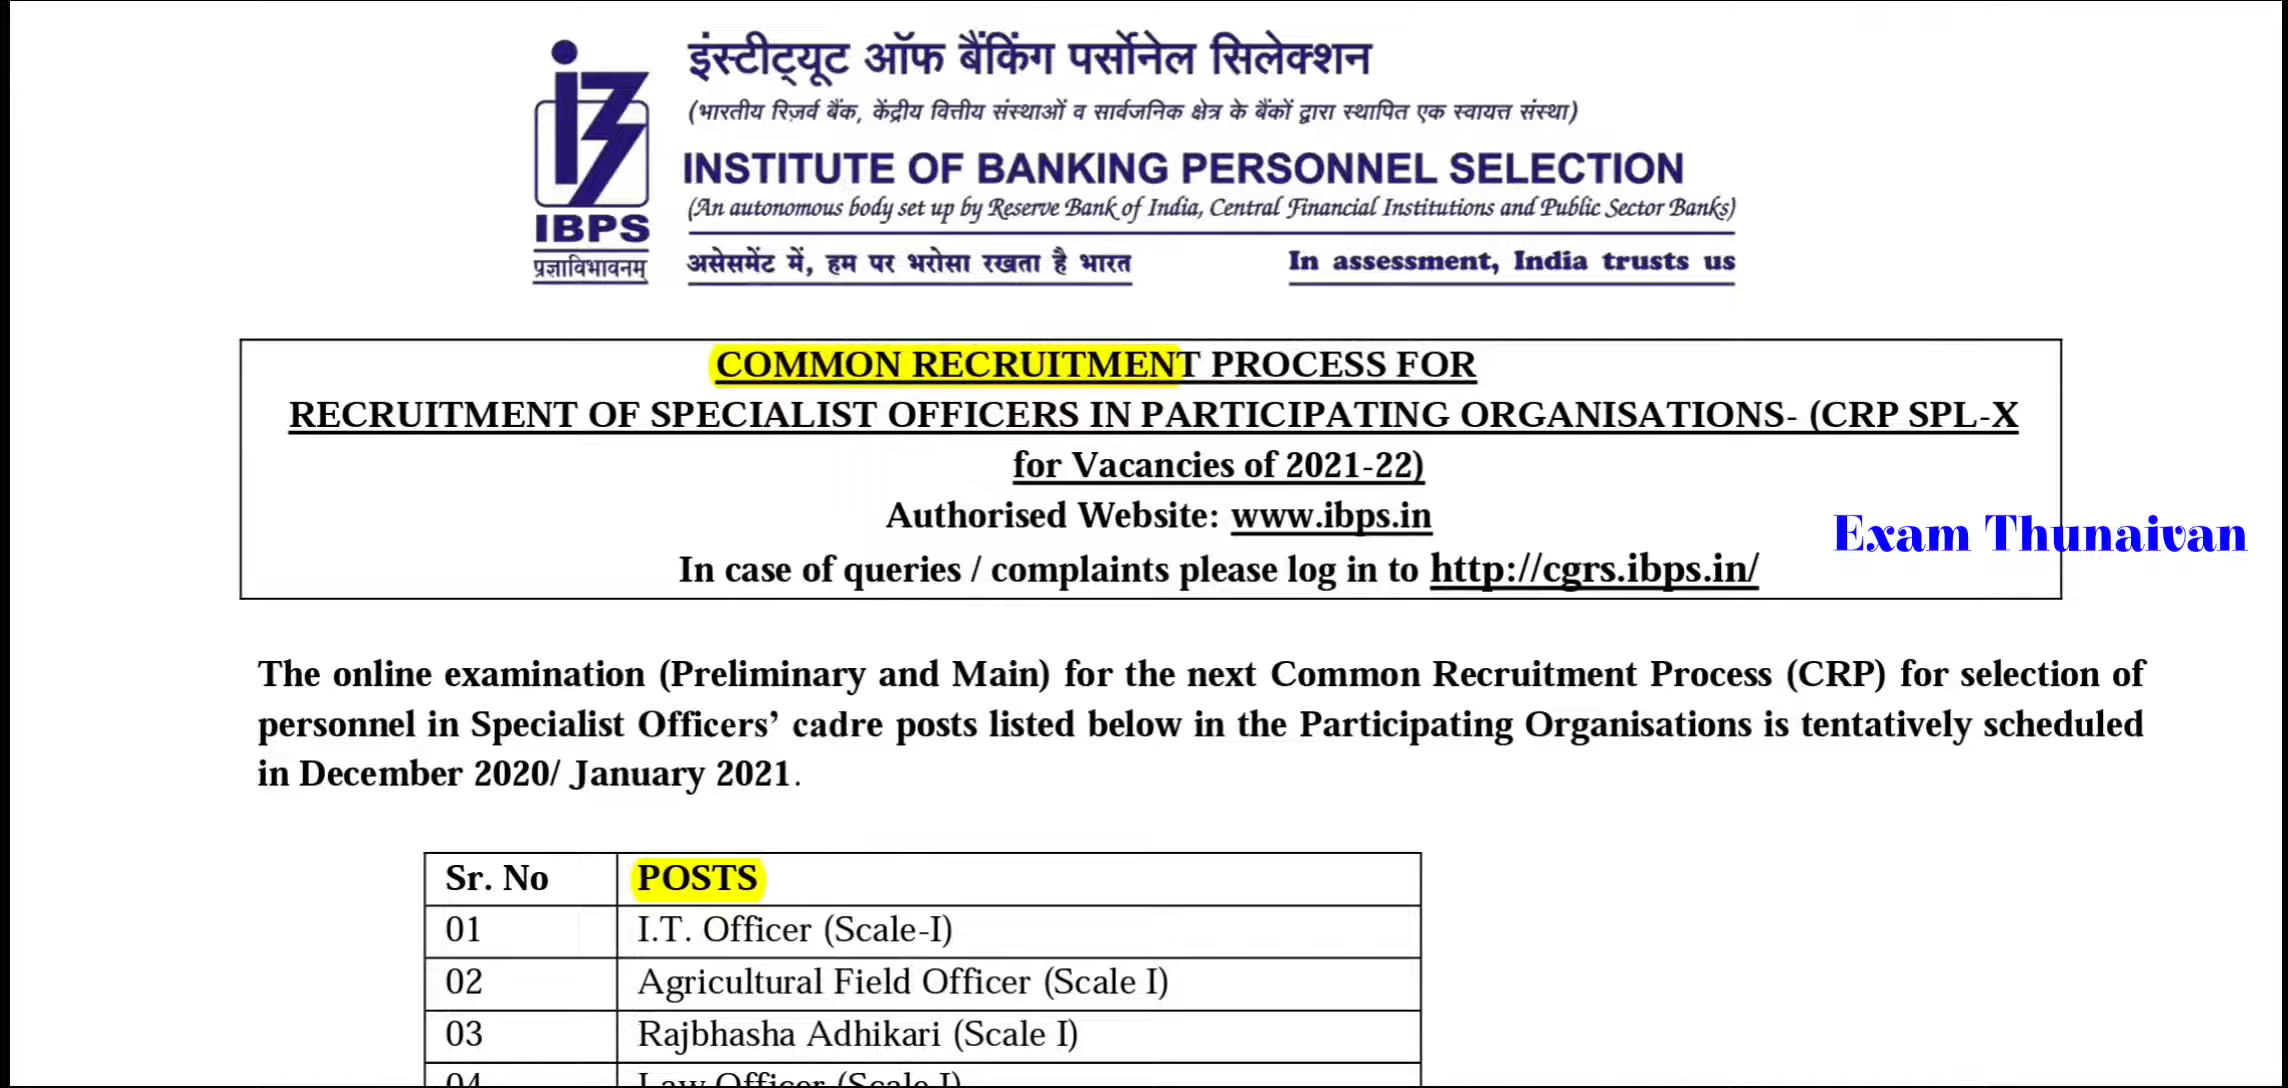 इंस्टीट्यूट ऑफ बैंकिंग पर्सोनेल सिलेक्शन
(भारतीय रिज़र्व बैंक, केंद्रीय वित्तीय संस्थाओं व सार्वजनिक क्षेत्र के बैंकों द्वारा स्थापित एक स्वायत्त संस्था)
INSTITUTE OF BANKING PERSONNEL SELECTION
(An autonomous body set up by Reserve Bank of India, Central Financial Institutions and Public Sector Banks)
IBPS
प्रज्ञाविभावनम्
असेसमेंट में, हम पर भरोसा रखता है भारत In assessment, India trusts us
COMMON RECRUITMENT PROCESS FOR
RECRUITMENT OF SPECIALIST OFFICERS IN PARTICIPATING ORGANISATIONS- (CRP SPL-X
for Vacancies of 2021-22)
Authorised Website: www.ibps.in
Exam Thunaivan
In case of queries / complaints please log in to http://cgrs.ibps.in/
The online examination (Preliminary and Main) for the next Common Recruitment Process (CRP) for selection of
personnel in Specialist Officers’ cadre posts listed below in the Participating Organisations is tentatively scheduled
in December 2020/ January 2021.
Sr. No POSTS
01 I.T. Officer (Scale-I)
02 Agricultural Field Officer (Scale I)
03 Rajbhasha Adhikari (Scale I)
04 Law Officer (Scale I)